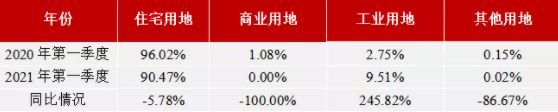 年份 住宅用地 商业用地 工业用地 其他用地
2020 年第一季度 96.02% 1.08% 2.75% 0.15%
2021 年第一季度 90.47% 0.00% 9.51% 0.02%
同比情况 -5.78% -100.00% 245.82% -86.67%